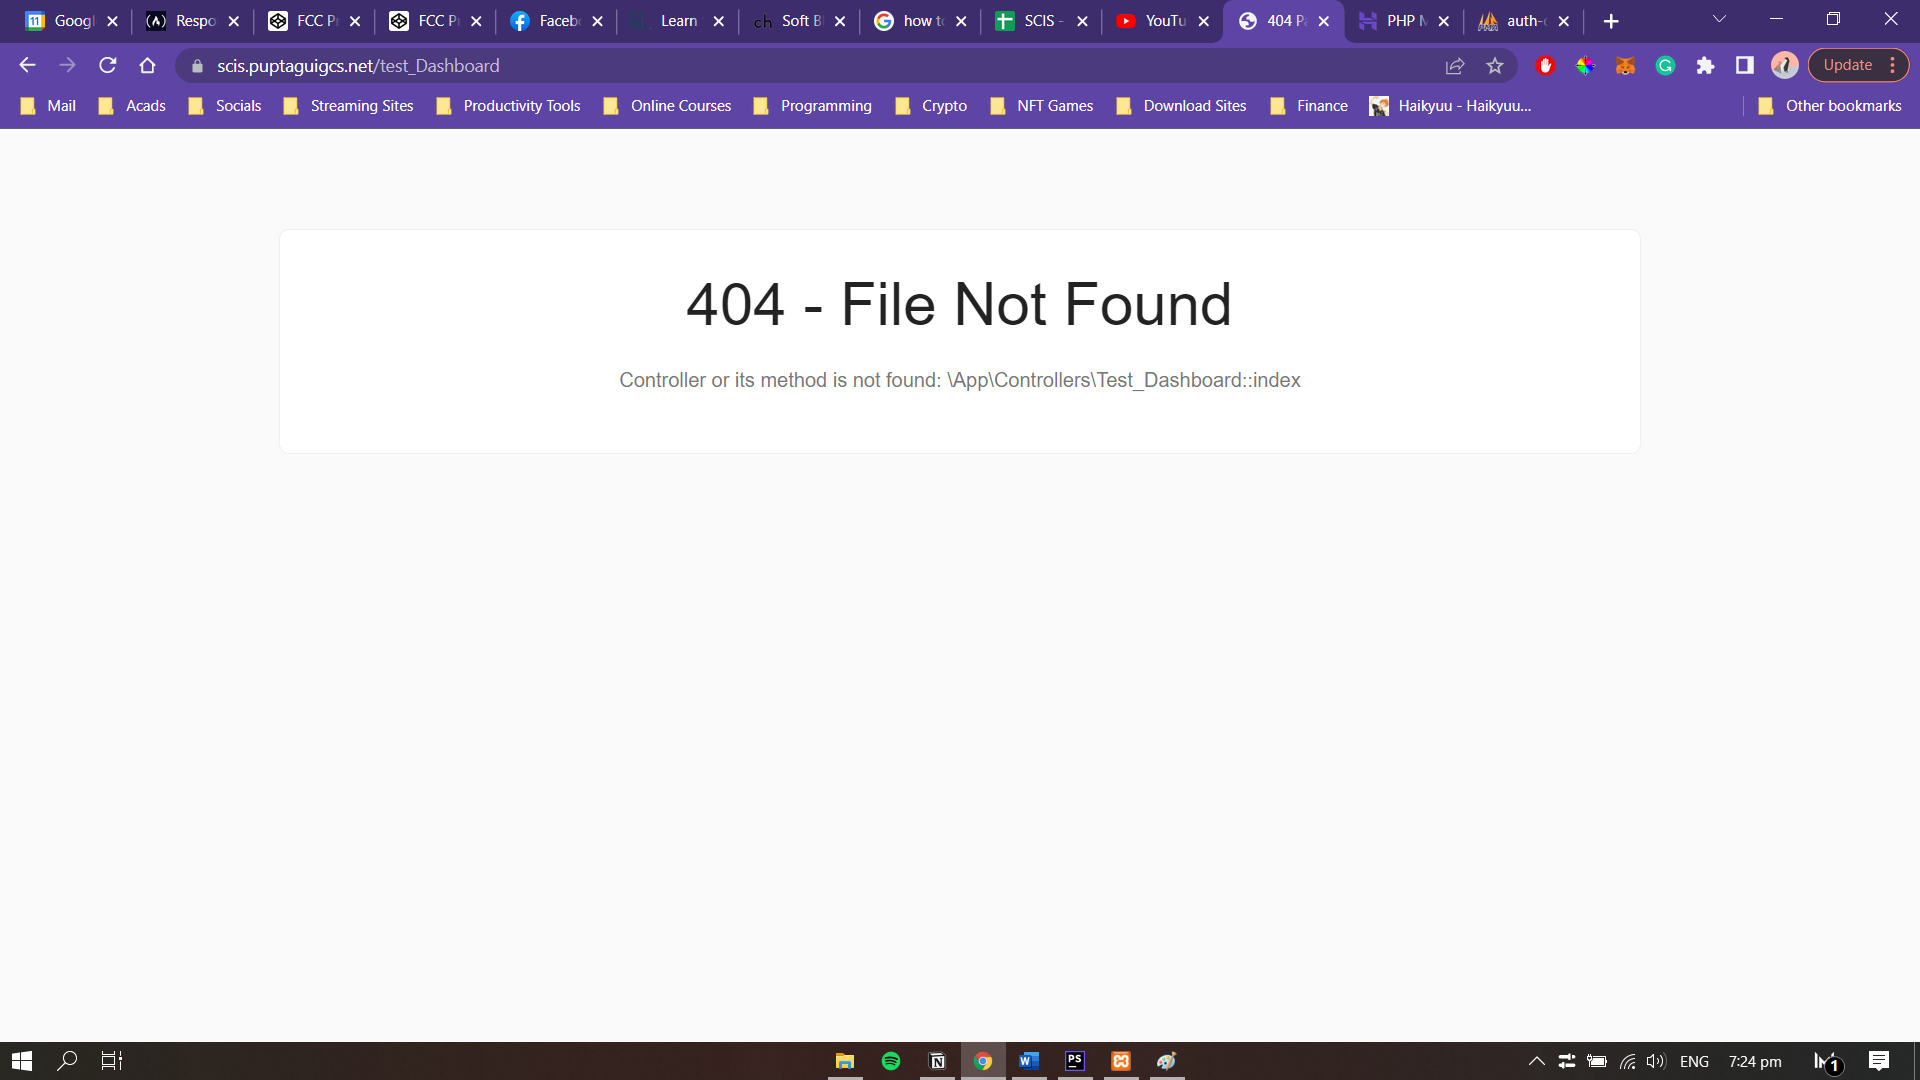 Googl Respo FCC Pr FCC Pr Facebo Learn Soft Bl how to SCIS - YouTu 404 Pa PHP M auth-c
scis.puptaguigcs.net/test_Dashboard Update
Mail Acads Socials Streaming Sites Productivity Tools Online Courses Programming Crypto NFT Games Download Sites Finance Haikyuu - Haikyuu... Other bookmarks
404 - File Not Found
Controller or its method is not found: \App\Controllers\Test_Dashboard::index
ENG 7:24 pm 1